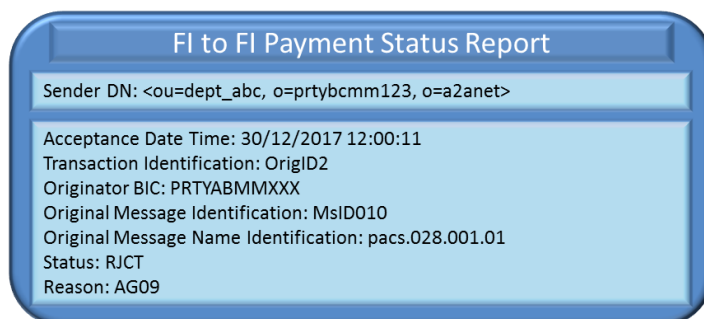 FI to FI Payment Status Report
Sender DN: <ou=dept_abc, o=prtybcmm123, o=a2anet>
Acceptance Date Time: 30/12/2017 12:00:11
Transaction Identification: OrigID2
Originator BIC: PRTYABMMXXX
Original Message Identification: MsID010
Original Message Name Identification: pacs.028.001.01
Status: RJCT
Reason: AG09